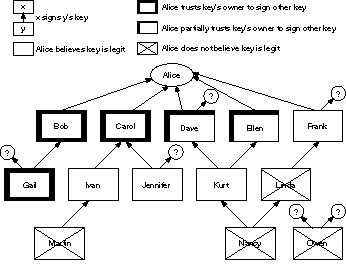 x
x signs y's key
y
Alice believes key is legit
Alice trusts key's owner to sign other key
Alice partially trusts key's owner to sign other key
Alice does not believe key is legit
Alice
?
?
Bob
Carol
Dave
Ellen
Frank
?
?
Gail
Ivan
Jennifer
Kurt
Linda
?
?
Martin
Nancy
Owen